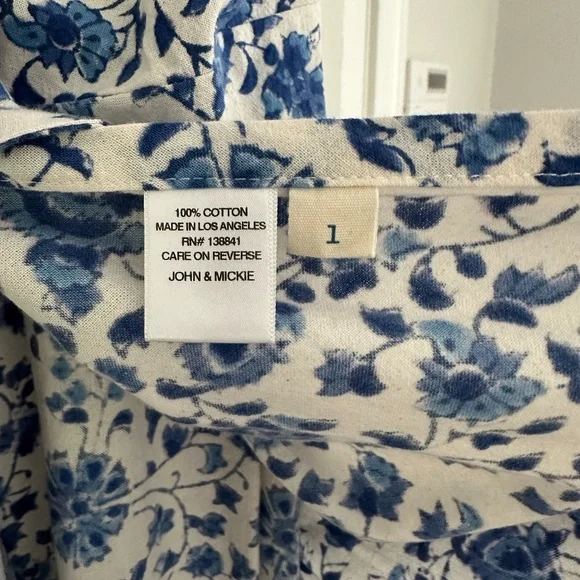 100% COTTON
MADE IN LOS ANGELES
RN# 138841
CARE ON REVERSE
JOHN & MICKIE
1